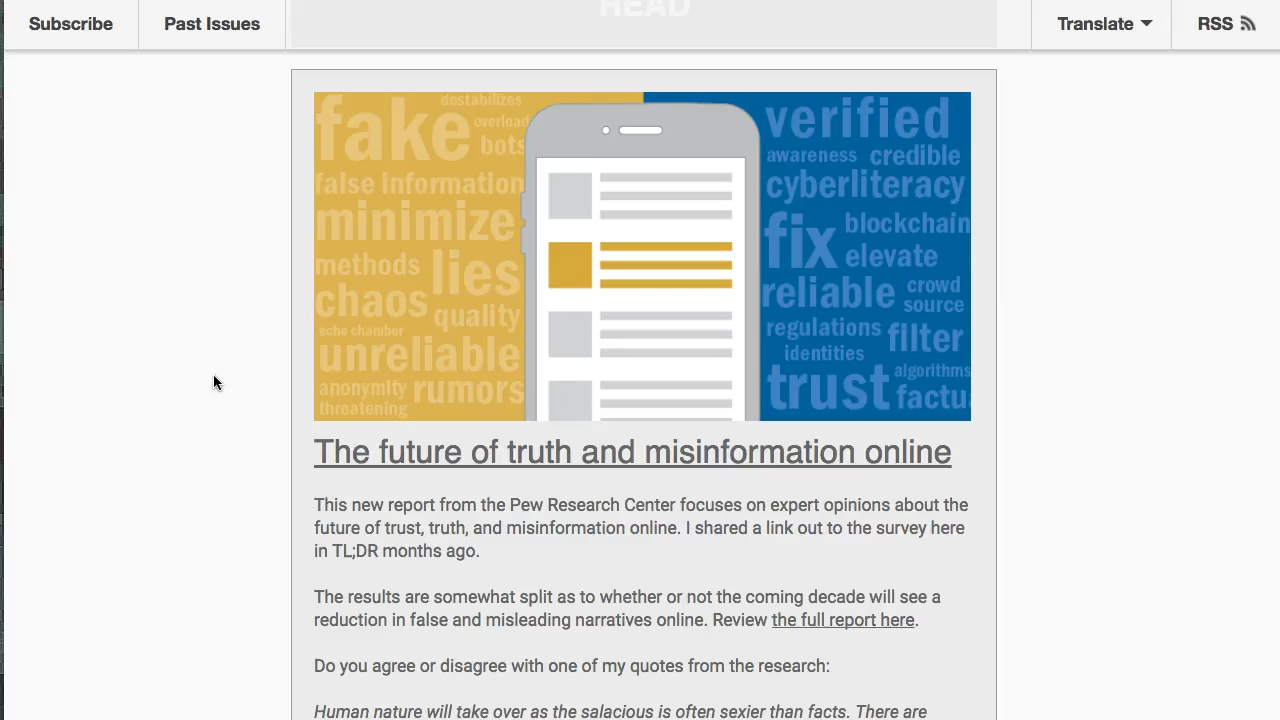 Subscribe
Past Issues
READ
Translate
RSS
fake
destabilizes
overload
bots
false information
minimize
methods
lies
chaos
quality
echo chamber
unreliable
anonymity
rumors
threatening
verified
awareness
credible
cyberliteracy
fix
blockchain
elevate
reliable
crowd
source
regulations
filter
identities
trust
algorithms
factu
The future of truth and misinformation online
This new report from the Pew Research Center focuses on expert opinions about the
future of trust, truth, and misinformation online. I shared a link out to the survey here
in TL;DR months ago.
The results are somewhat split as to whether or not the coming decade will see a
reduction in false and misleading narratives online. Review the full report here.
Do you agree or disagree with one of my quotes from the research:
Human nature will take over as the salacious is often sexier than facts. There are